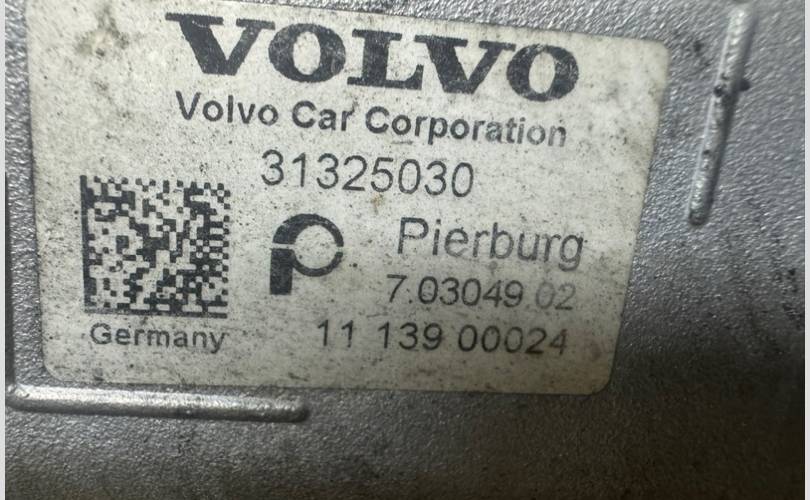 VOLVO
Volvo Car Corporation
31325030
Pierburg
7.03049 02
Germany 11 139 00024